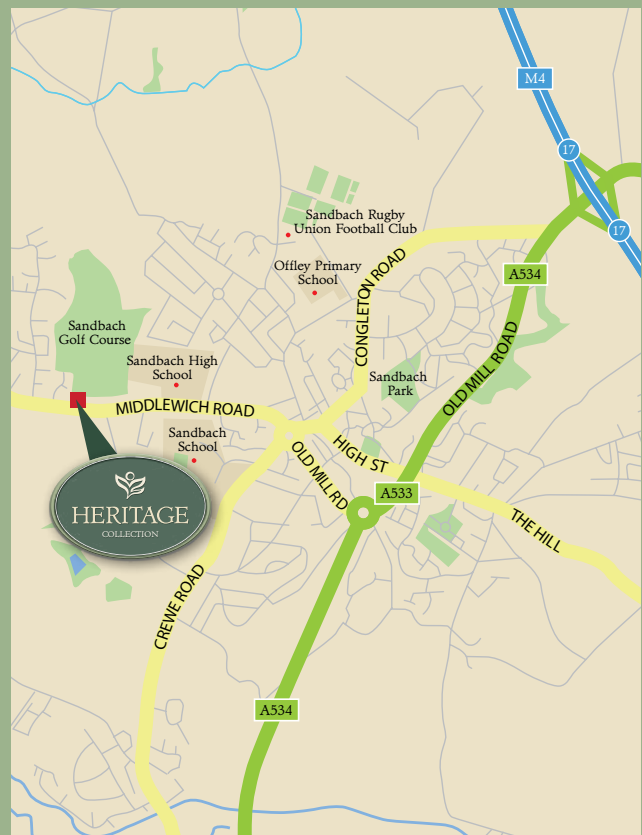 M4
17
17
Sandbach Rugby
Union Football Club
Offley Primary
School
A534
CONGLETON ROAD
Sandbach
Golf Course
Sandbach High
School
Sandbach
Park
OLD MILL ROAD
MIDDLEWICH ROAD
Sandbach
School
HIGH ST
OLD MILL RD
A533
HERITAGE
COLLECTION
THE HILL
CREWE ROAD
A534